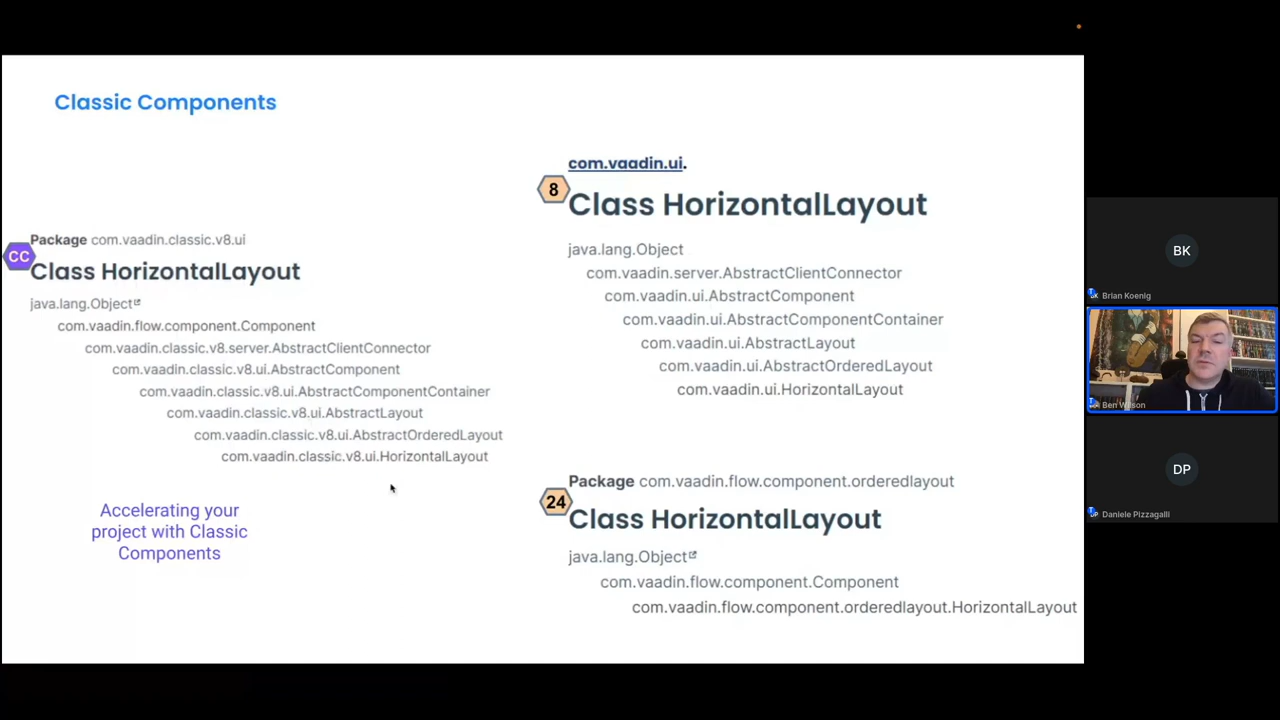 Classic Components
CC
Package com.vaadin.classic.v8.ui
Class HorizontalLayout
java.lang.Object
com.vaadin.flow.component.Component
com.vaadin.classic.v8.server.AbstractClientConnector
com.vaadin.classic.v8.ui.AbstractComponent
com.vaadin.classic.v8.ui.AbstractComponentContainer
com.vaadin.classic.v8.ui.AbstractLayout
com.vaadin.classic.v8.ui.AbstractOrderedLayout
com.vaadin.classic.v8.ui.HorizontalLayout
Accelerating your
project with Classic
Components
com.vaadin.ui.
8
Class HorizontalLayout
java.lang.Object
com.vaadin.server.AbstractClientConnector
com.vaadin.ui.AbstractComponent
com.vaadin.ui.AbstractComponentContainer
com.vaadin.ui.AbstractLayout
com.vaadin.ui.AbstractOrderedLayout
com.vaadin.ui.HorizontalLayout
Package com.vaadin.flow.component.orderedlayout
24
Class HorizontalLayout
java.lang.Object
com.vaadin.flow.component.Component
com.vaadin.flow.component.orderedlayout.HorizontalLayout
BK
Brian Koenig
Ben Wilson
DP
Daniele Pizzagalli